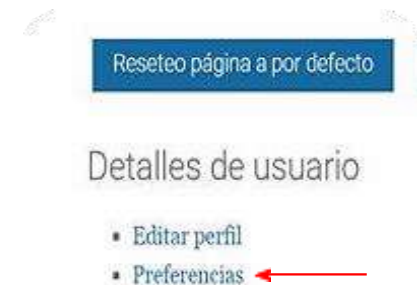 Reseteo página a por defecto
Detalles de usuario
Editar perfil
Preferencias